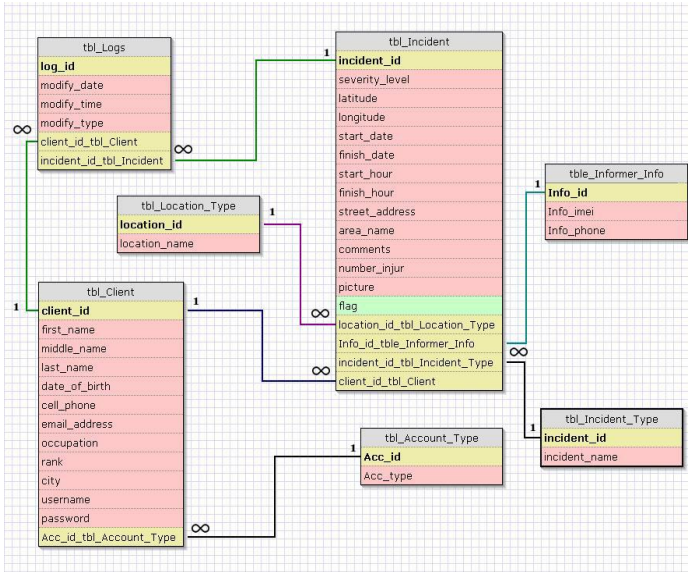 tbl_Logs
log_id
modify_date
modify_time
modify_type
client_id_tbl_Client
incident_id_tbl_Incident
∞
∞
1
tbl_Incident
incident_id
severity_level
latitude
longitude
start_date
finish_date
start_hour
finish_hour
street_address
area_name
comments
number_injur
picture
flag
location_id_tbl_Location_Type
Info_id_tble_Informer_Info
incident_id_tbl_Incident_Type
client_id_tbl_Client
∞
∞
∞
1
tble_Informer_Info
Info_id
Info_imei
Info_phone
tbl_Location_Type
location_id
location_name
1
1
tbl_Client
client_id
first_name
middle_name
last_name
date_of_birth
cell_phone
email_address
occupation
rank
city
username
password
Acc_id_tbl_Account_Type
1
∞
1
tbl_Account_Type
Acc_id
Acc_type
1
tbl_Incident_Type
incident_id
incident_name